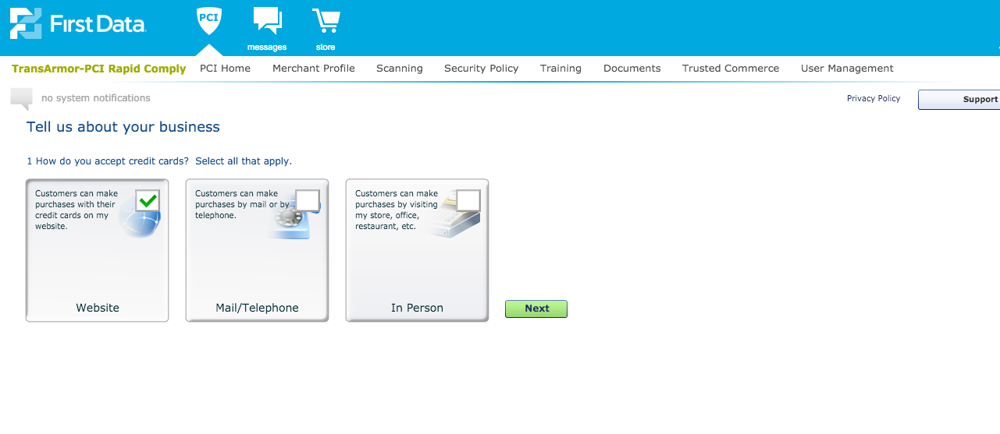 First Data.
PCI
messages
store
TransArmor-PCI Rapid Comply PCI Home Merchant Profile Scanning Security Policy Training Documents Trusted Commerce User Management
no system notifications
Privacy Policy
Support
Tell us about your business
1 How do you accept credit cards? Select all that apply.
Customers can make
purchases with their
credit cards on my
website.
Website
Customers can make
purchases by mail or by
telephone.
Mail/Telephone
Customers can make
purchases by visiting
my store, office,
restaurant, etc.
In Person
Next